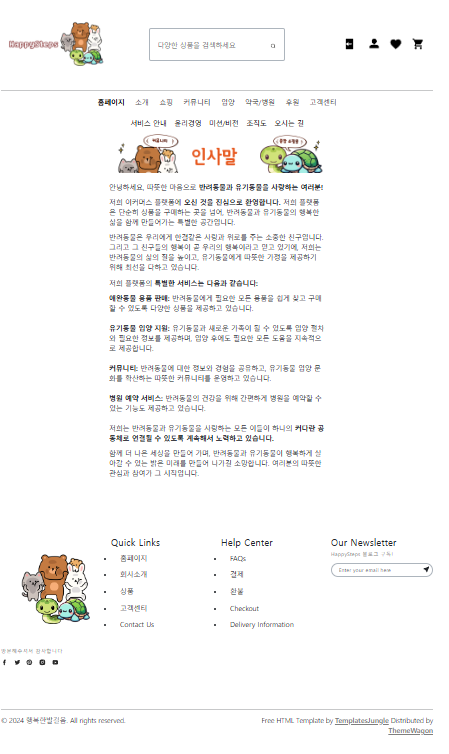 HappySteps
다양한 상품을 검색하세요
홈페이지 소개 쇼핑 커뮤니티 입양 약국/병원 후원 고객센터
서비스 안내 윤리경영 미션/비전 조직도 오시는 길
인사말
안녕하세요, 따뜻한 마음으로 반려동물과 유기동물을 사랑하는 여러분!
저희 이커머스 플랫폼에 오신 것을 진심으로 환영합니다. 저희 플랫폼
은 단순히 상품을 구매하는 곳을 넘어, 반려동물과 유기동물의 행복한
삶을 함께 만들어가는 특별한 공간입니다.
반려동물은 우리에게 한결같은 사랑과 위로를 주는 소중한 친구입니다.
그리고 그 친구들의 행복이 곧 우리의 행복이라고 믿고 있기에, 저희는
반려동물의 삶의 질을 높이고, 유기동물에게 따뜻한 가정을 제공하기
위해 최선을 다하고 있습니다.
저희 플랫폼의 특별한 서비스는 다음과 같습니다:
애완동물 용품 판매: 반려동물에게 필요한 모든 용품을 쉽게 찾고 구매
할 수 있도록 다양한 상품을 제공하고 있습니다.
유기동물 입양 지원: 유기동물과 새로운 가족이 될 수 있도록 입양 절차
와 필요한 정보를 제공하며, 입양 후에도 필요한 모든 도움을 지속적으
로 제공합니다.
커뮤니티: 반려동물에 대한 정보와 경험을 공유하고, 유기동물 입양 문
화를 확산하는 따뜻한 커뮤니티를 운영하고 있습니다.
병원 예약 서비스: 반려동물의 건강을 위해 간편하게 병원을 예약할 수
있는 기능도 제공하고 있습니다.
저희는 반려동물과 유기동물을 사랑하는 모든 이들이 하나의 커다란 공
동체로 연결될 수 있도록 계속해서 노력하고 있습니다.
함께 더 나은 세상을 만들어 가며, 반려동물과 유기동물이 행복하게 살
아갈 수 있는 밝은 미래를 만들어 나가길 소망합니다. 여러분의 따뜻한
관심과 참여가 그 시작입니다.
Quick Links
홈페이지
회사소개
상품
고객센터
Contact Us
Help Center
FAQs
결제
환불
Checkout
Delivery Information
Our Newsletter
HappySteps 블로그 구독!
Enter your email here
방문해주셔서 감사합니다
© 2024 행복한발걸음. All rights reserved.
Free HTML Template by TemplatesJungle Distributed by
ThemeWagon